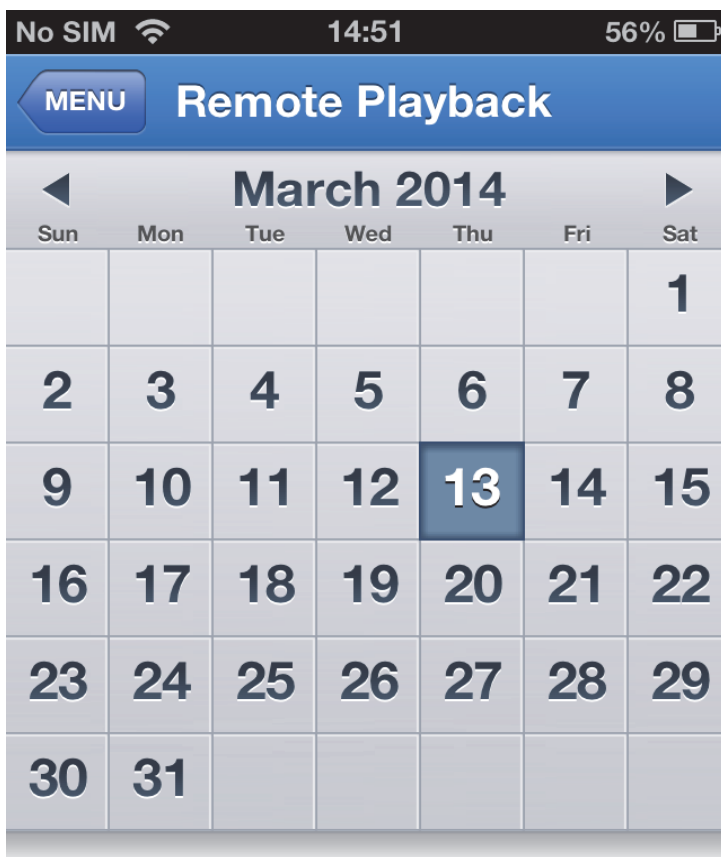 No SIM 14:51 56%
MENU Remote Playback
March 2014
Sun Mon Tue Wed Thu Fri Sat
1
2 3 4 5 6 7 8
9 10 11 12 13 14 15
16 17 18 19 20 21 22
23 24 25 26 27 28 29
30 31